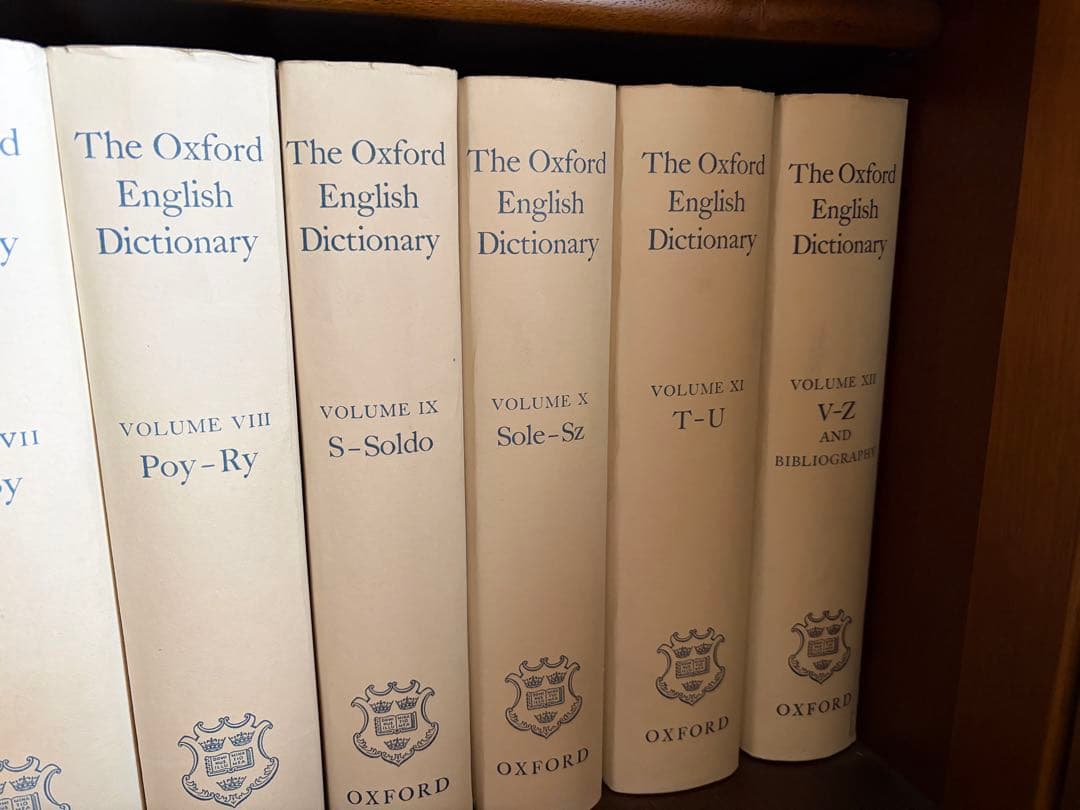 d
y
VII
y
The Oxford
English
Dictionary
VOLUME VIII
Poy–Ry
The Oxford
English
Dictionary
VOLUME IX
S–Soldo
OXFORD
The Oxford
English
Dictionary
VOLUME X
Sole–Sz
OXFORD
The Oxford
English
Dictionary
VOLUME XI
T–U
OXFORD
The Oxford
English
Dictionary
VOLUME XII
V–Z
AND
BIBLIOGRAPHY
OXFORD